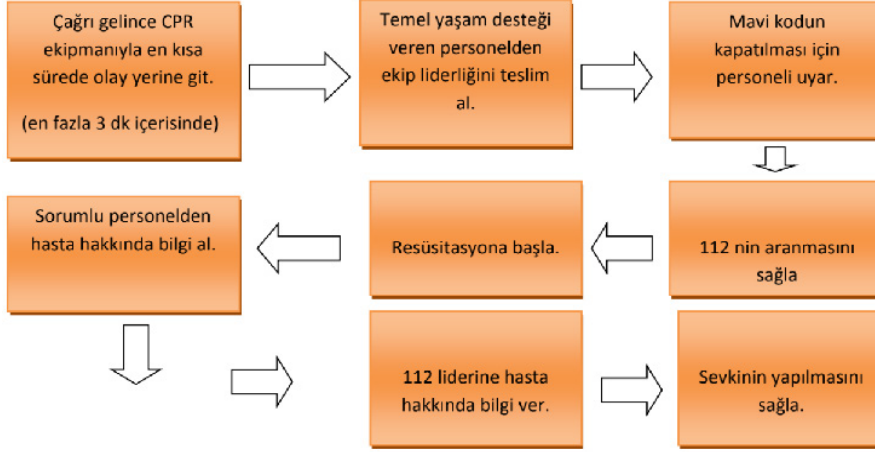 Çağrı gelince CPR
ekipmanıyla en kısa
sürede olay yerine git.
(en fazla 3 dk içerisinde)
Temel yaşam desteği
veren personelden
ekip liderliğini teslim
al.
Mavi kodun
kapatılması için
personeli uyar.
112 nin aranmasını
sağla
Resüsitasyona başla.
Sorumlu personelden
hasta hakkında bilgi al.
112 liderine hasta
hakkında bilgi ver.
Sevkinin yapılmasını
sağla.